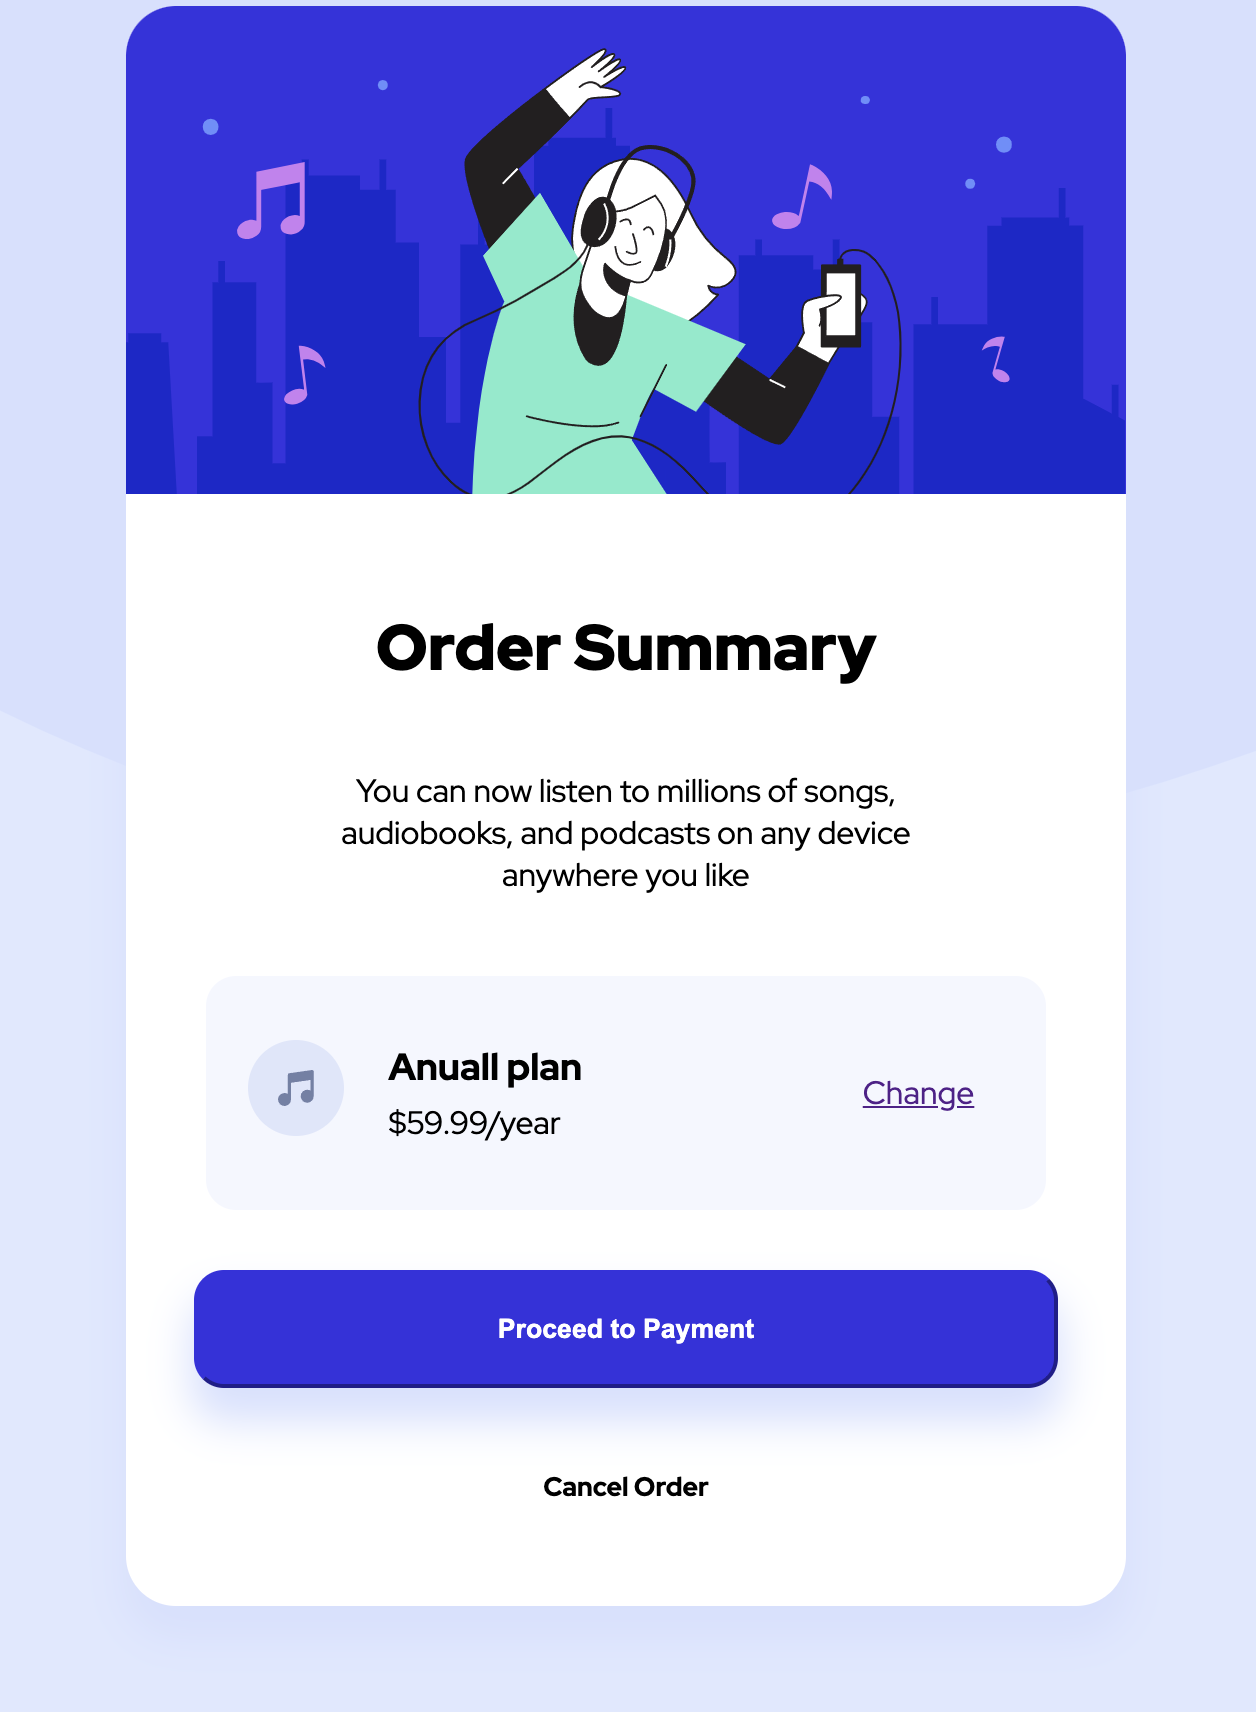 Order Summary
You can now listen to millions of songs,
audiobooks, and podcasts on any device
anywhere you like
Anuall plan
$59.99/year
Change
Proceed to Payment
Cancel Order